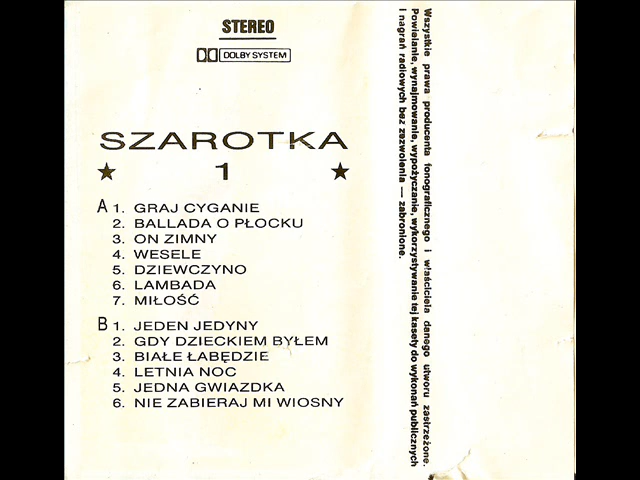 STEREO
DOLBY SYSTEM
SZAROTKA
★ 1 ★
A 1. GRAJ CYGANIE
2. BALLADA O PŁOCKU
3. ON ZIMNY
4. WESELE
5. DZIEWCZYNO
6. LAMBADA
7. MIŁOŚĆ
B 1. JEDEN JEDYNY
2. GDY DZIECKIEM BYŁEM
3. BIAŁE ŁABĘDZIE
4. LETNIA NOC
5. JEDNA GWIAZDKA
6. NIE ZABIERAJ MI WIOSNY
Wszystkie prawa producenta fonograficznego i właściciela danego utworu zastrzeżone.
Powielanie, wynajmowanie, wypożyczanie, wykorzystywanie tej kasety do wykonań publicznych
i nagrań radiowych bez zezwolenia — zabronione.